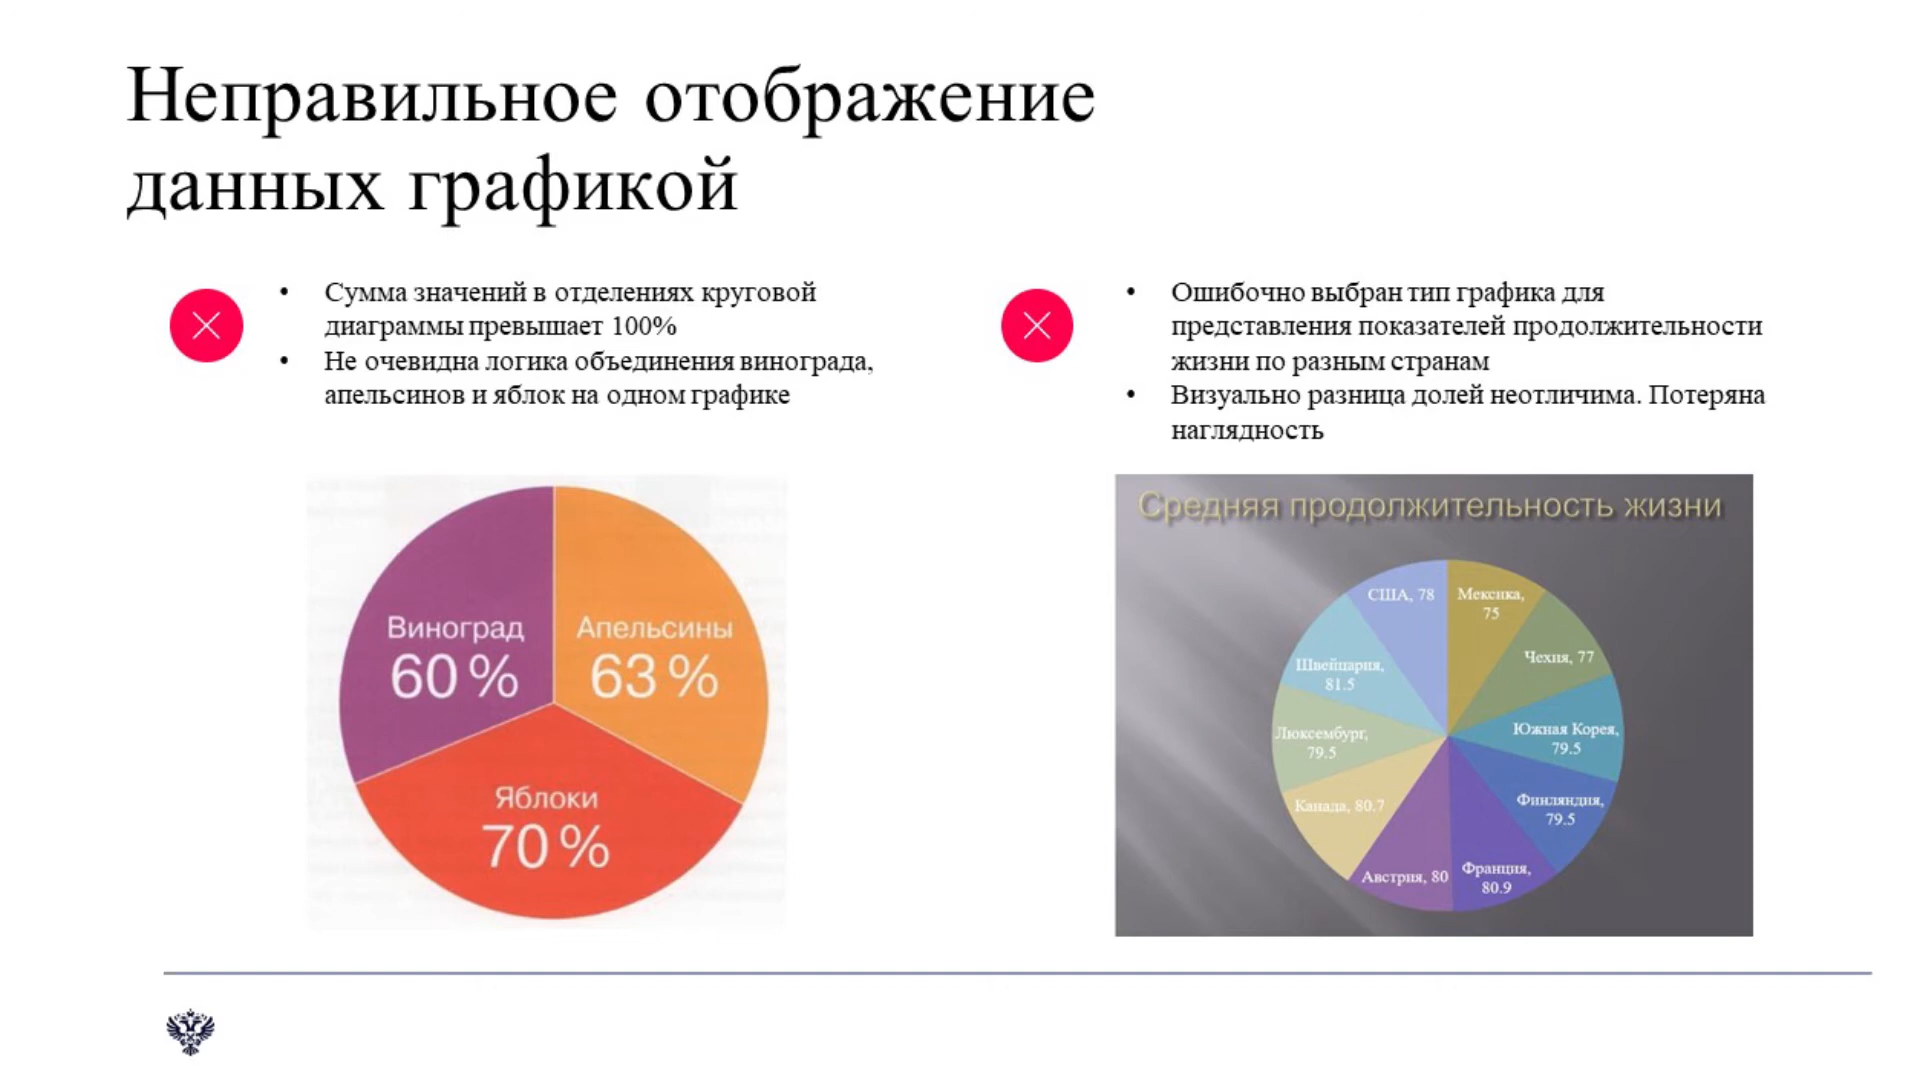 Неправильное отображение
данных графикой
• Сумма значений в отделениях круговой
диаграммы превышает 100%
• Не очевидна логика объединения винограда,
апельсинов и яблок на одном графике
• Ошибочно выбран тип графика для
представления показателей продолжительности
жизни по разным странам
• Визуально разница долей неотличима. Потеряна
наглядность
Виноград
60 %
Апельсины
63 %
Яблоки
70 %
Средняя продолжительность жизни
США, 78
Мексика,
75
Чехия, 77
Южная Корея,
79.5
Финляндия,
79.5
Франция,
80.9
Австрия, 80
Канада, 80.7
Люксембург,
79.5
Швейцария,
81.5